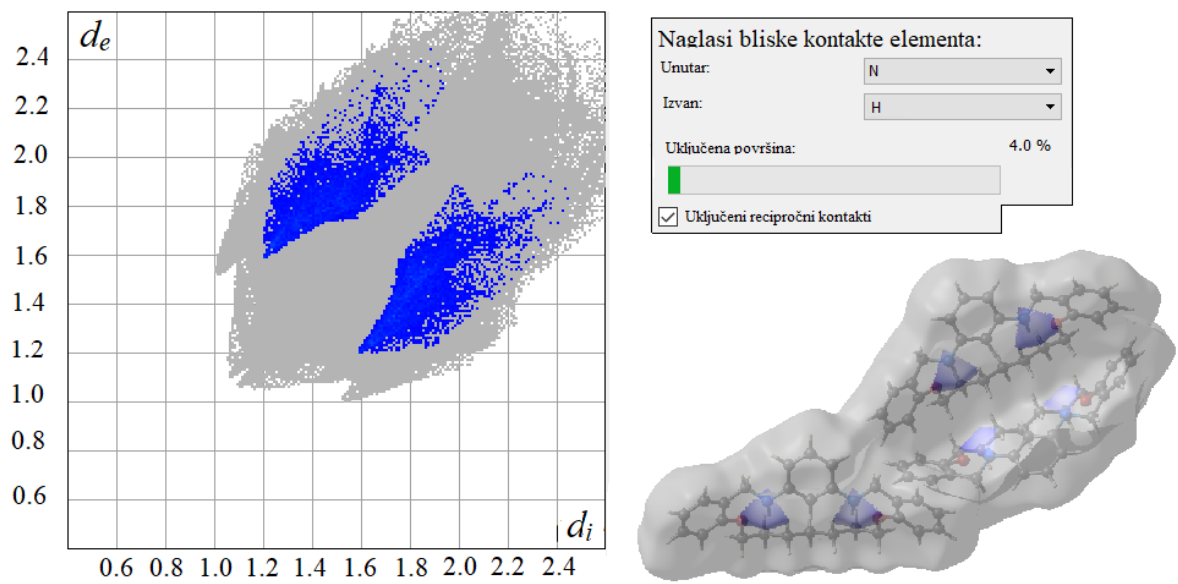 d_e
2.4
2.2
2.0
1.8
1.6
1.4
1.2
1.0
0.8
0.6
d_i
0.6 0.8 1.0 1.2 1.4 1.6 1.8 2.0 2.2 2.4
Naglasi bliske kontakte elementa:
Unutar: N
Izvan: H
Uključena površina: 4.0 %
Uključeni recipročni kontakti